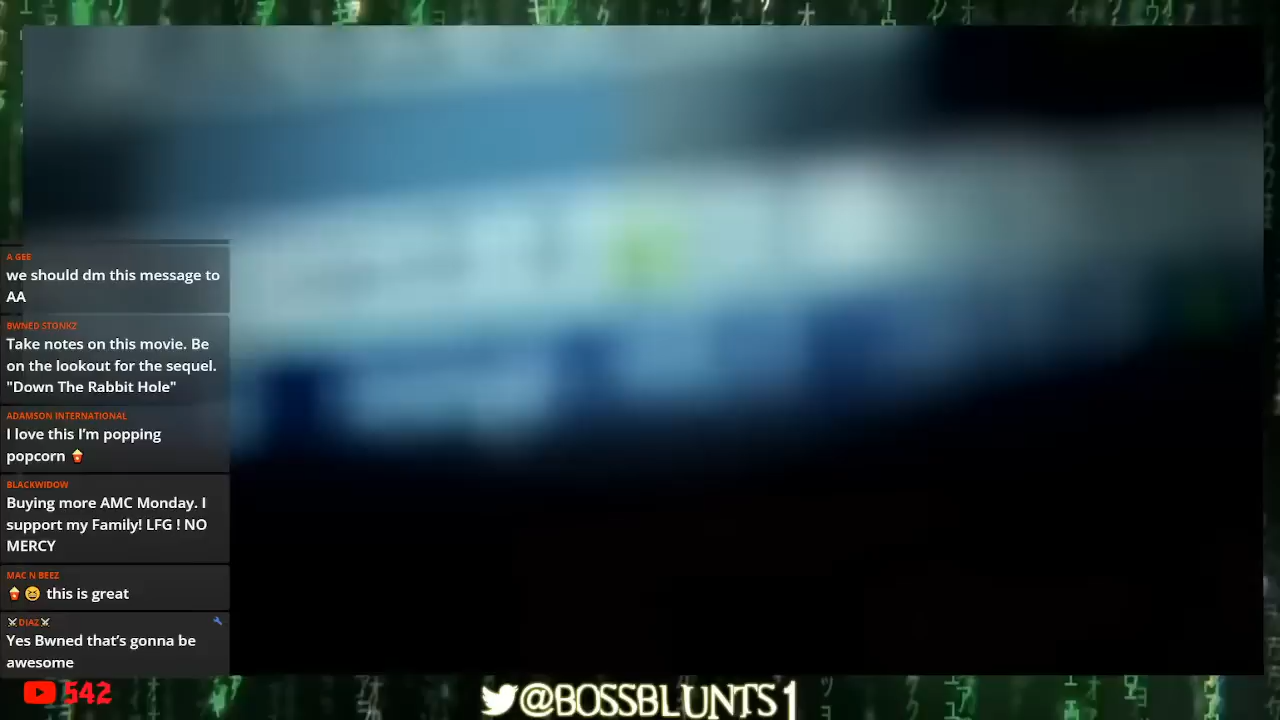 A GEE
we should dm this message to
AA
BWNED STONKZ
Take notes on this movie. Be
on the lookout for the sequel.
"Down The Rabbit Hole"
ADAMSON INTERNATIONAL
I love this I’m popping
popcorn 🍿
BLACKWIDOW
Buying more AMC Monday. I
support my Family! LFG ! NO
MERCY
MAC N BEEZ
🍿😆 this is great
⚔DIAZ⚔
Yes Bwned that’s gonna be
awesome
542
@BOSSBLUNTS1